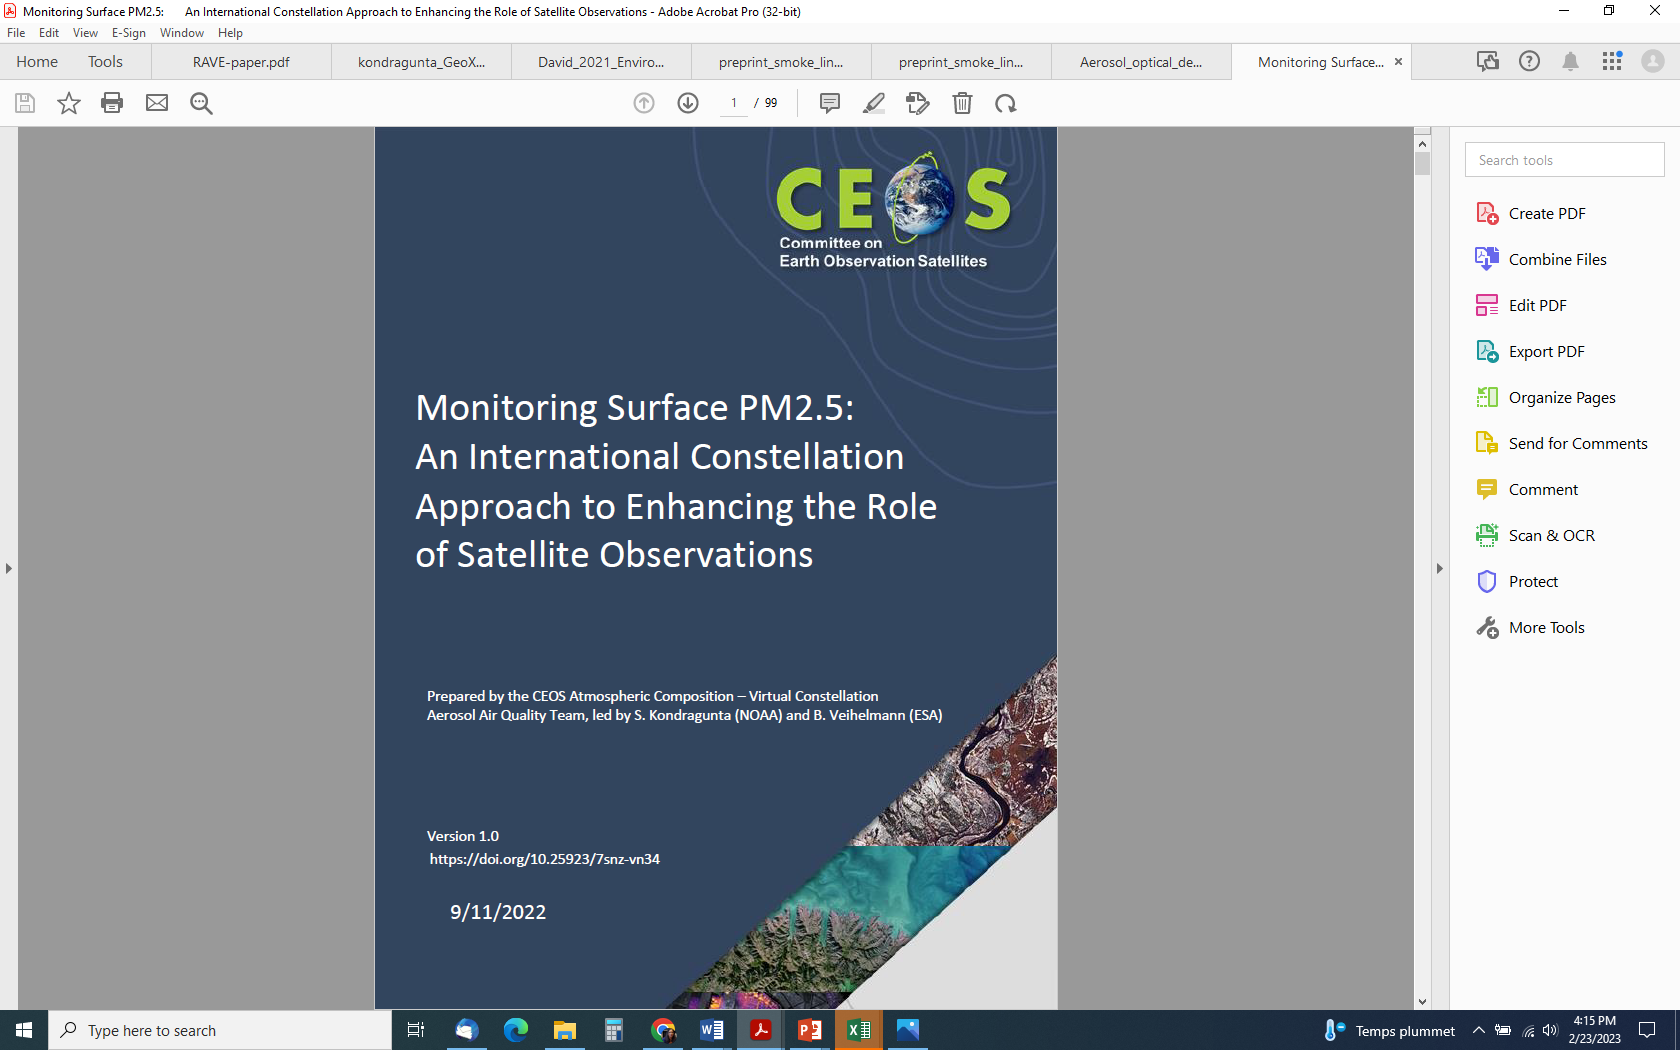 Monitoring Surface PM2.5: An International Constellation Approach to Enhancing the Role of Satellite Observations - Adobe Acrobat Pro (32-bit)
File Edit View E-Sign Window Help
Home Tools RAVE-paper.pdf kondragunta_GeoX... David_2021_Enviro... preprint_smoke_lin... preprint_smoke_lin... Aerosol_optical_de... Monitoring Surface... ×
1 / 99
CEOS
Committee on
Earth Observation Satellites
Monitoring Surface PM2.5:
An International Constellation
Approach to Enhancing the Role
of Satellite Observations
Prepared by the CEOS Atmospheric Composition – Virtual Constellation
Aerosol Air Quality Team, led by S. Kondragunta (NOAA) and B. Veihelmann (ESA)
Version 1.0
https://doi.org/10.25923/7snz-vn34
9/11/2022
Search tools
Create PDF
Combine Files
Edit PDF
Export PDF
Organize Pages
Send for Comments
Comment
Scan & OCR
Protect
More Tools
Type here to search
Temps plummet
4:15 PM
2/23/2023